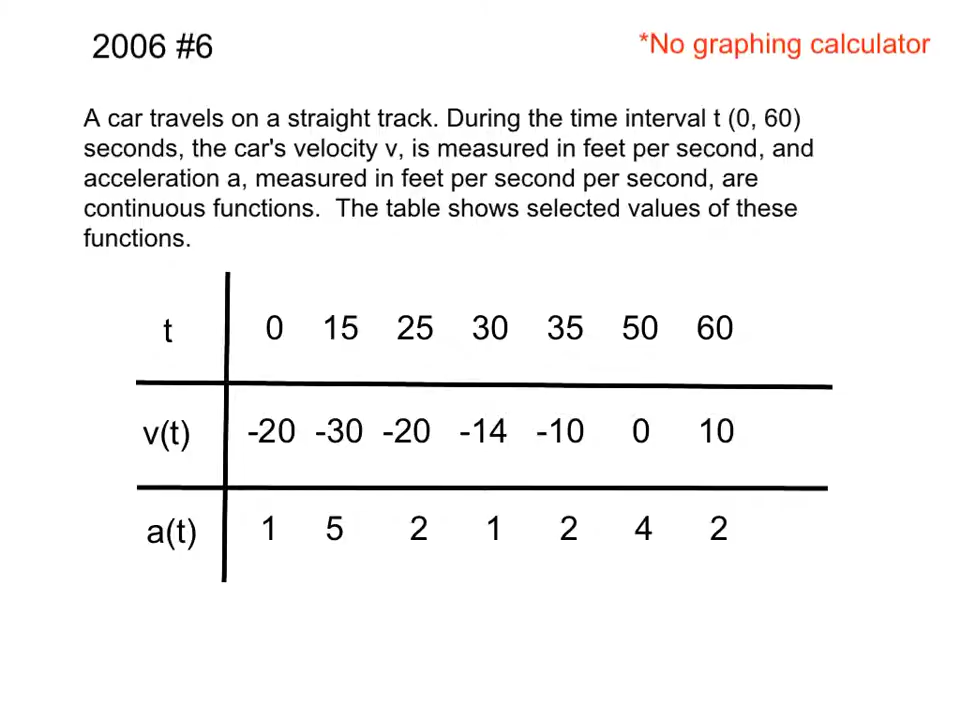 2006 #6
*No graphing calculator
A car travels on a straight track. During the time interval t (0, 60)
seconds, the car's velocity v, is measured in feet per second, and
acceleration a, measured in feet per second per second, are
continuous functions.  The table shows selected values of these
functions.
t 0 15 25 30 35 50 60
v(t) -20 -30 -20 -14 -10 0 10
a(t) 1 5 2 1 2 4 2